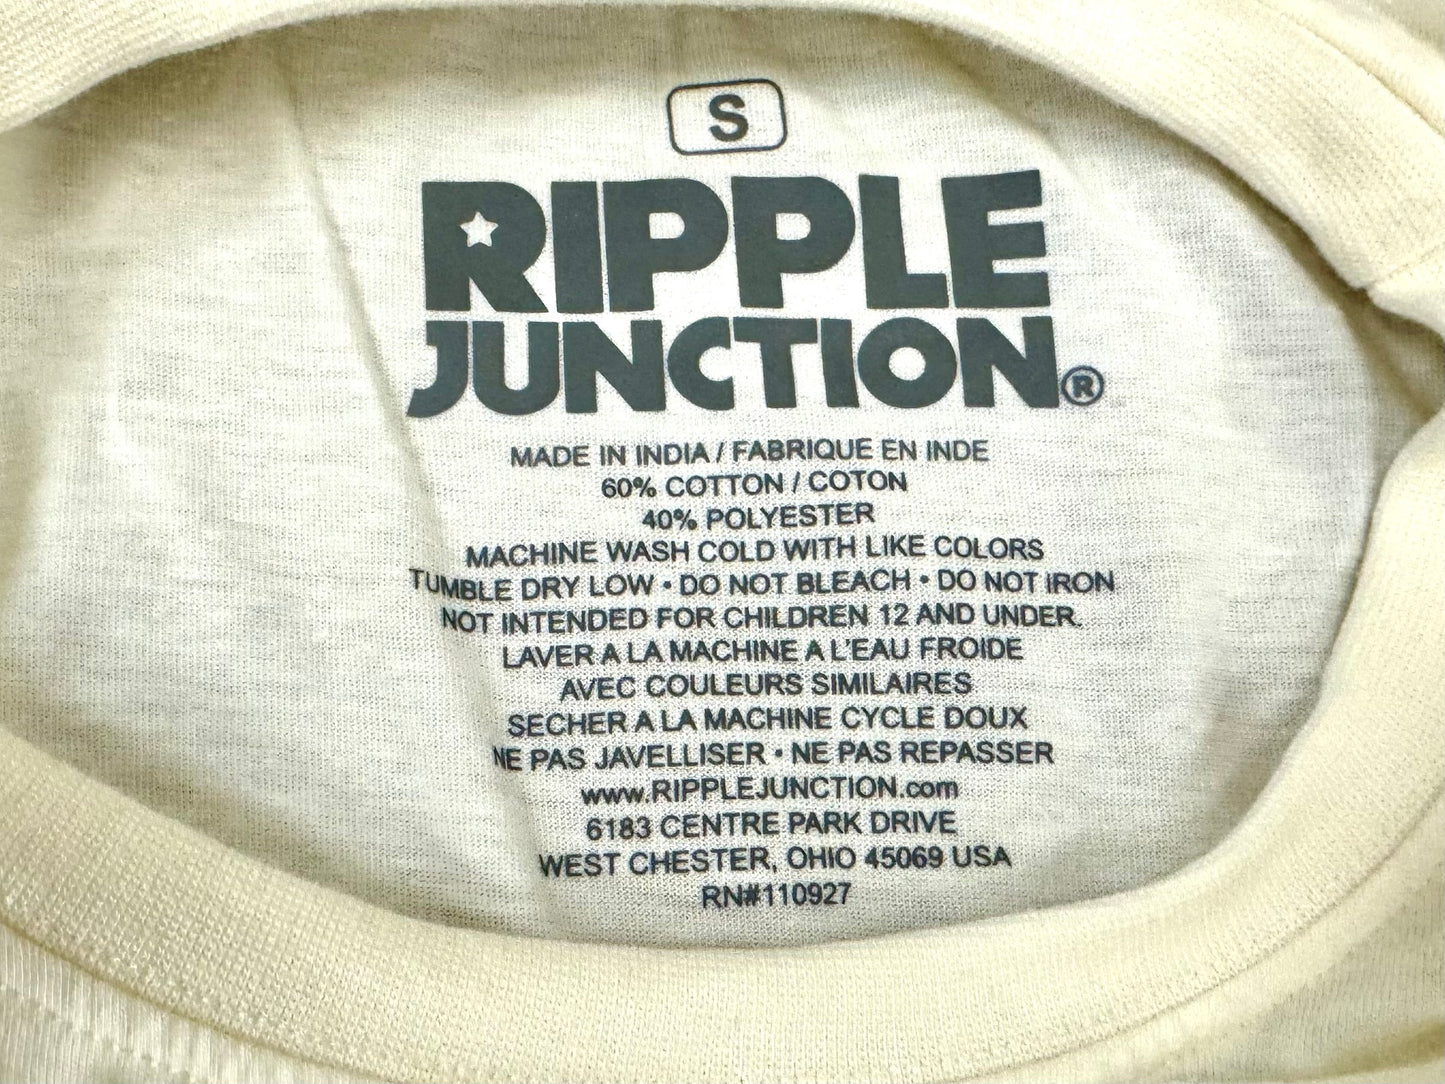 S
RIPPLE
JUNCTION®
MADE IN INDIA / FABRIQUE EN INDE
60% COTTON / COTON
40% POLYESTER
MACHINE WASH COLD WITH LIKE COLORS
TUMBLE DRY LOW • DO NOT BLEACH • DO NOT IRON
NOT INTENDED FOR CHILDREN 12 AND UNDER.
LAVER A LA MACHINE A L'EAU FROIDE
AVEC COULEURS SIMILAIRES
SECHER A LA MACHINE CYCLE DOUX
NE PAS JAVELLISER • NE PAS REPASSER
www.RIPPLEJUNCTION.com
6183 CENTRE PARK DRIVE
WEST CHESTER, OHIO 45069 USA
RN#110927